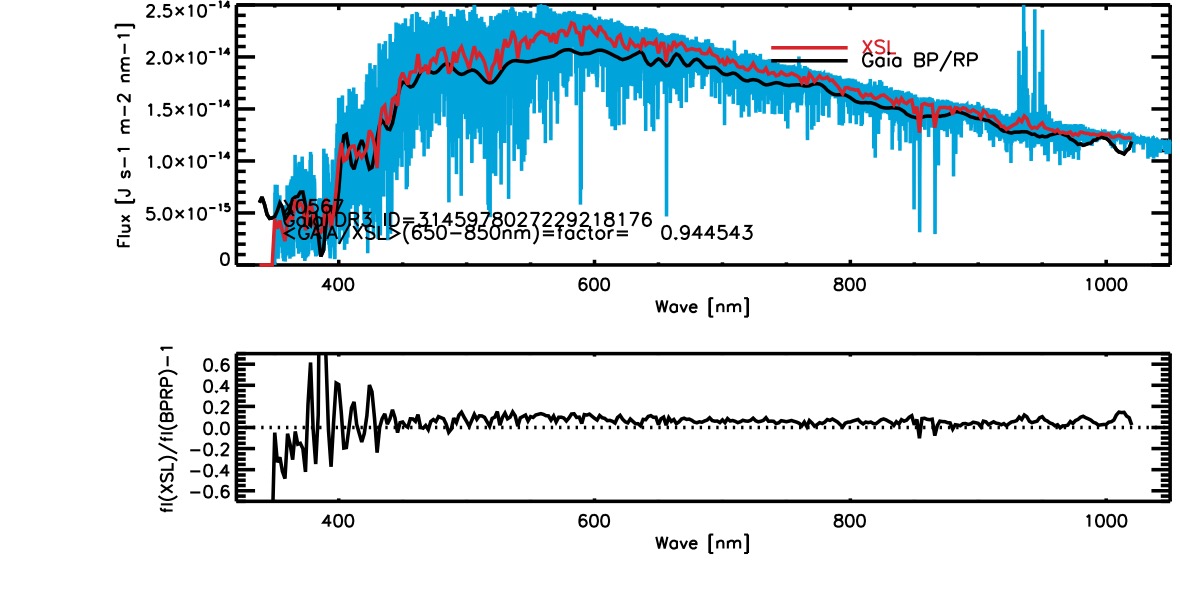 2.5×10−14
2.0×10−14
1.5×10−14
1.0×10−14
5.0×10−15
0
Flux [J s−1 m−2 nm−1]
XSL
Gaia BP/RP
X0567
Gaia DR3 ID=3145978027229218176
<GAIA/XSL>(650−850nm)=factor= 0.944543
400 600 800 1000
Wave [nm]
0.6
0.4
0.2
0.0
−0.2
−0.4
−0.6
fl(XSL)/fl(BPRP)−1
400 600 800 1000
Wave [nm]